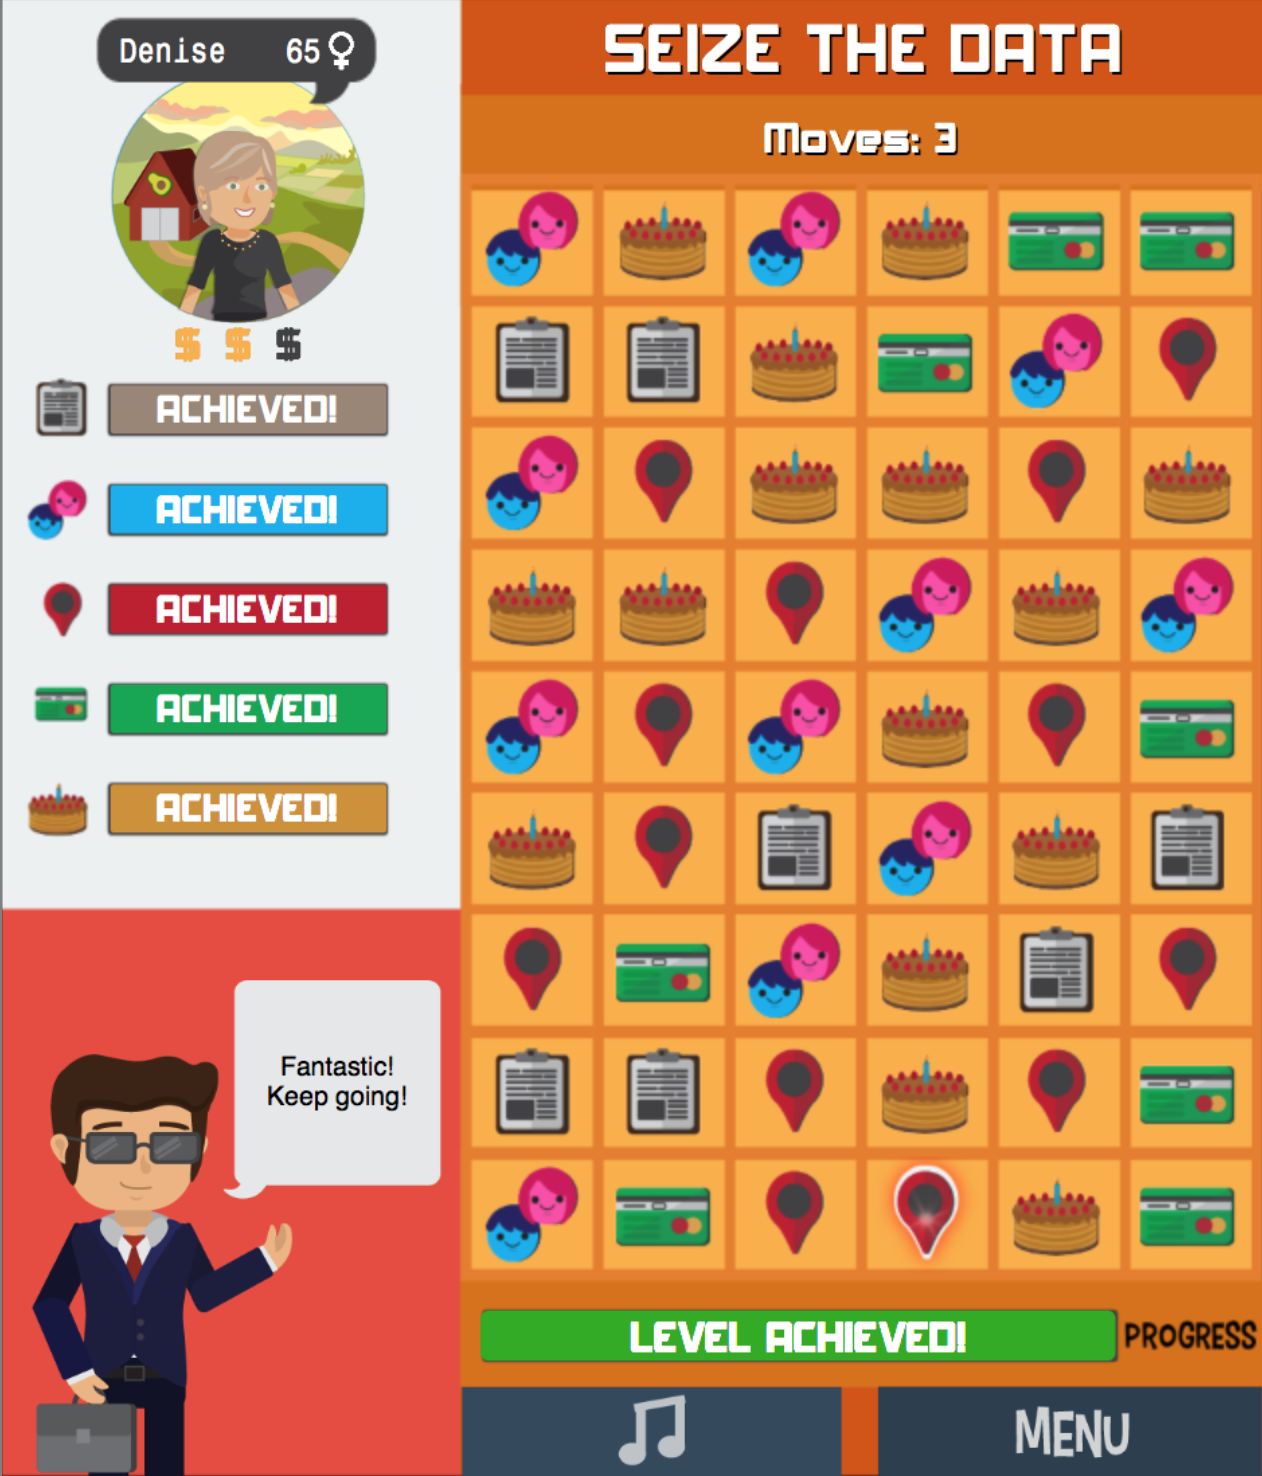 Denise 65♀
$ $ $
ACHIEVED!
ACHIEVED!
ACHIEVED!
ACHIEVED!
ACHIEVED!
Fantastic!
Keep going!
SEIZE THE DATA
Moves: 3
LEVEL ACHIEVED!
PROGRESS
MENU